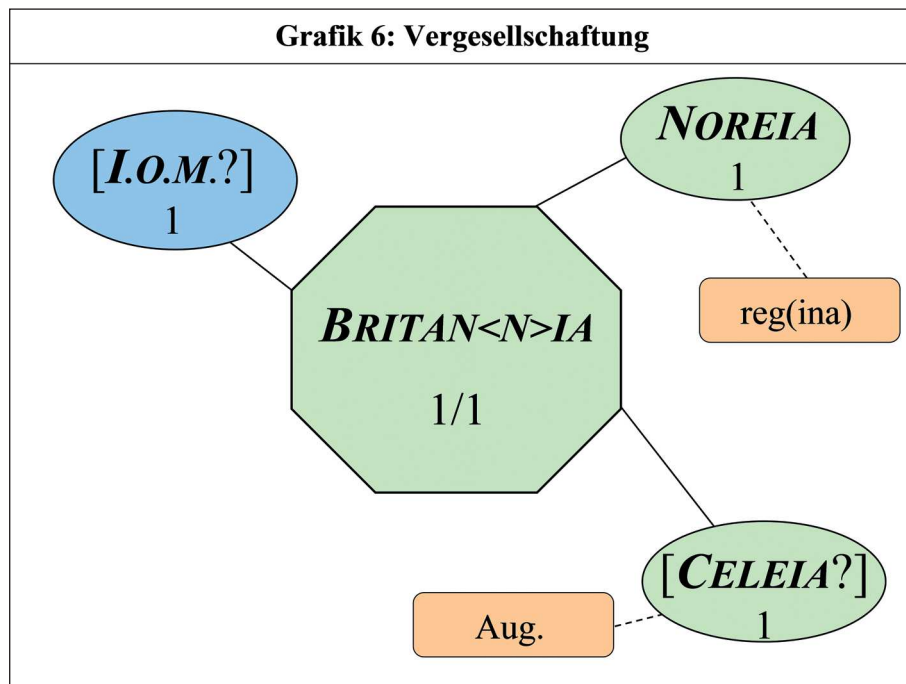 Grafik 6: Vergesellschaftung
[I.O.M.?]
1
NOREIA
1
reg(ina)
BRITAN<N>IA
1/1
[CELEIA?]
1
Aug.